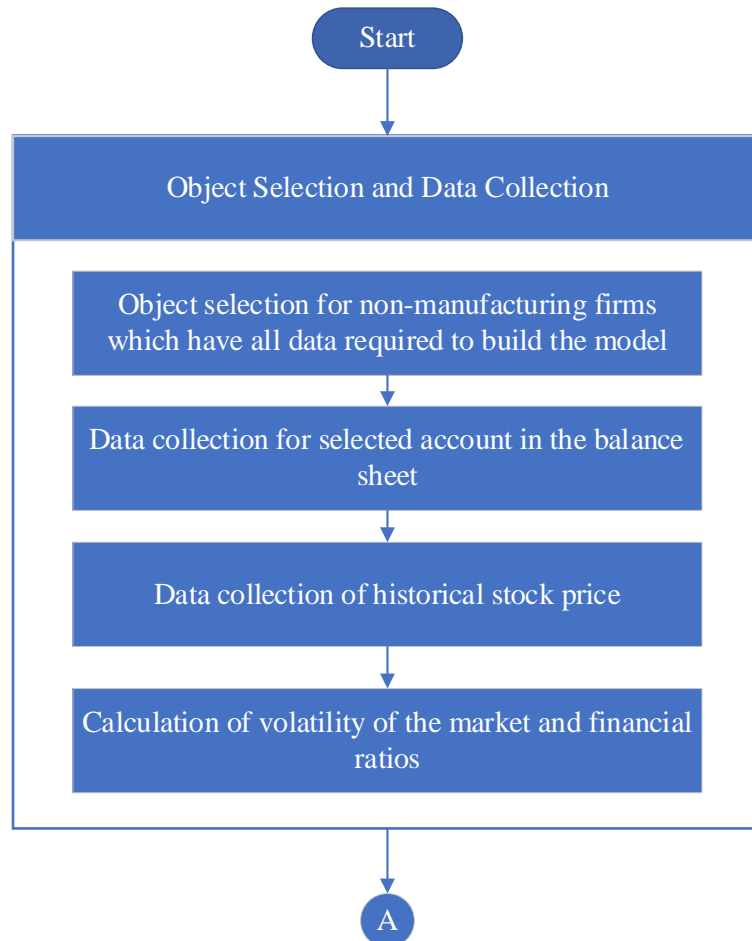 Start
Object Selection and Data Collection
Object selection for non-manufacturing firms
which have all data required to build the model
Data collection for selected account in the balance
sheet
Data collection of historical stock price
Calculation of volatility of the market and financial
ratios
A